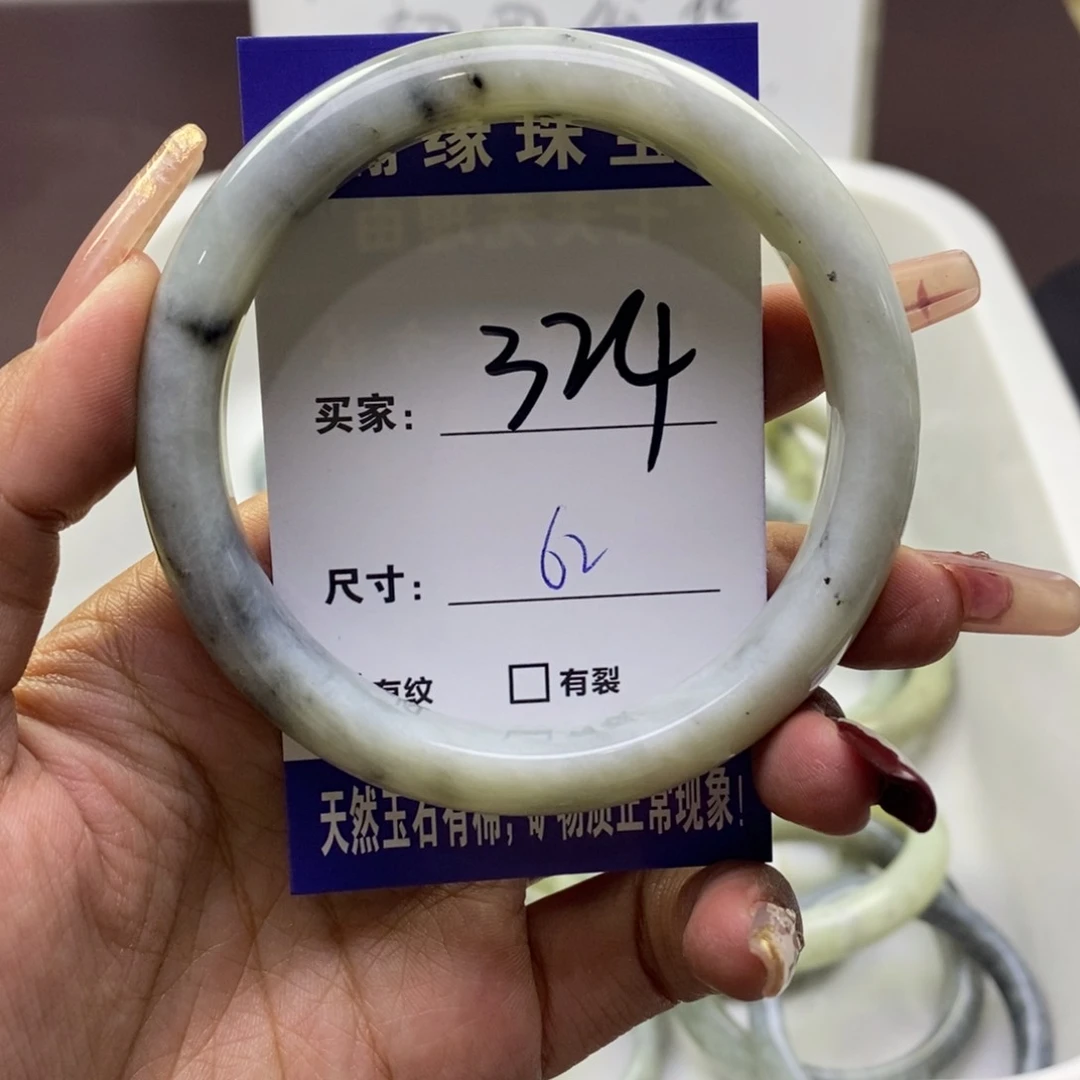 缘珠宝
买家: 324
尺寸: 62
有纹 □有裂
天然玉石有棉,矿物质正常现象!